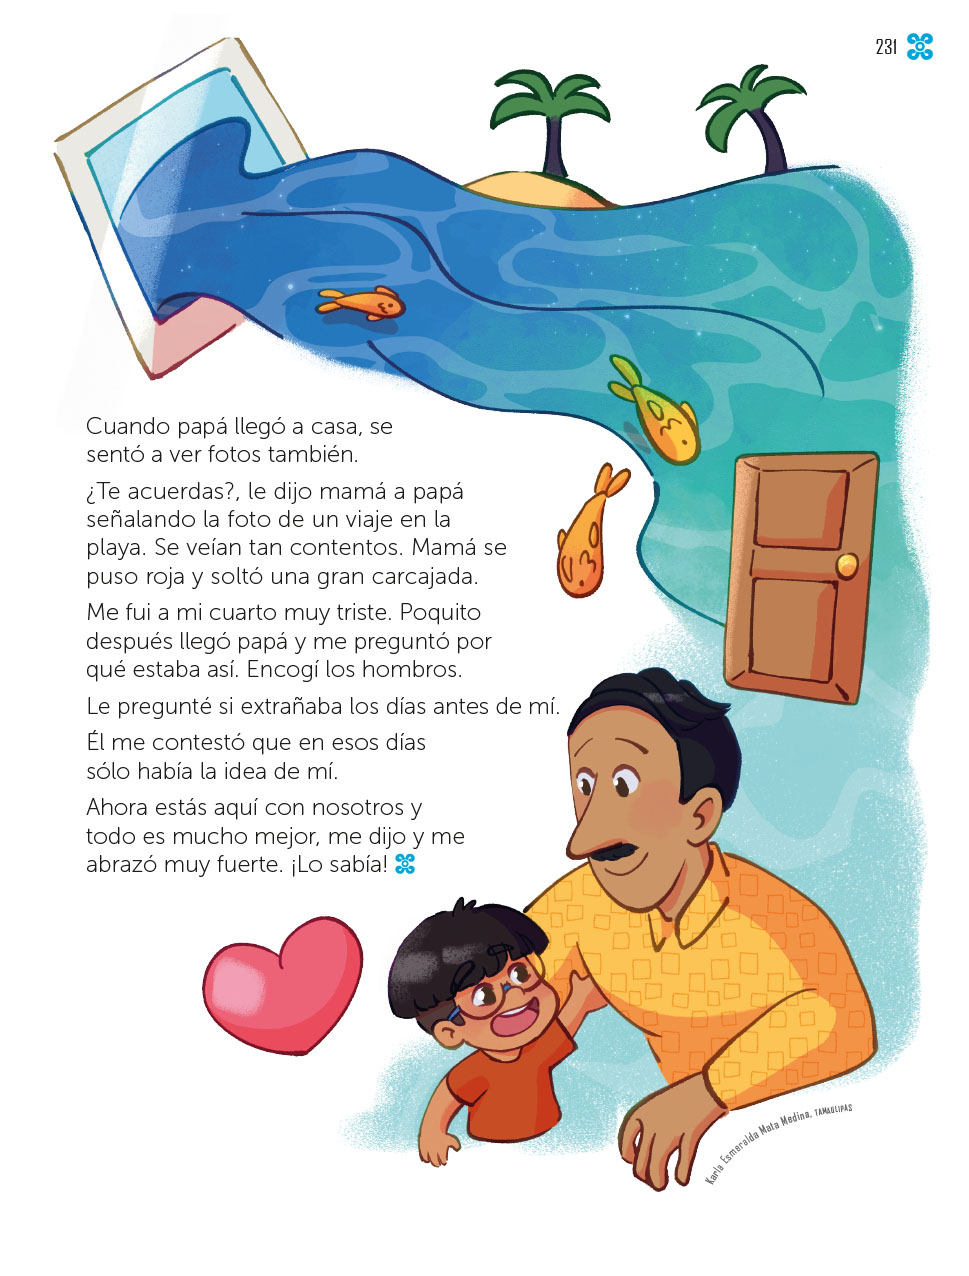 231
Cuando papá llegó a casa, se
sentó a ver fotos también.
¿Te acuerdas?, le dijo mamá a papá
señalando la foto de un viaje en la
playa. Se veían tan contentos. Mamá se
puso roja y soltó una gran carcajada.
Me fui a mi cuarto muy triste. Poquito
después llegó papá y me preguntó por
qué estaba así. Encogí los hombros.
Le pregunté si extrañaba los días antes de mí.
Él me contestó que en esos días
sólo había la idea de mí.
Ahora estás aquí con nosotros y
todo es mucho mejor, me dijo y me
abrazó muy fuerte. ¡Lo sabía!
Karla Esmeralda Mata Medina, TAMAULIPAS